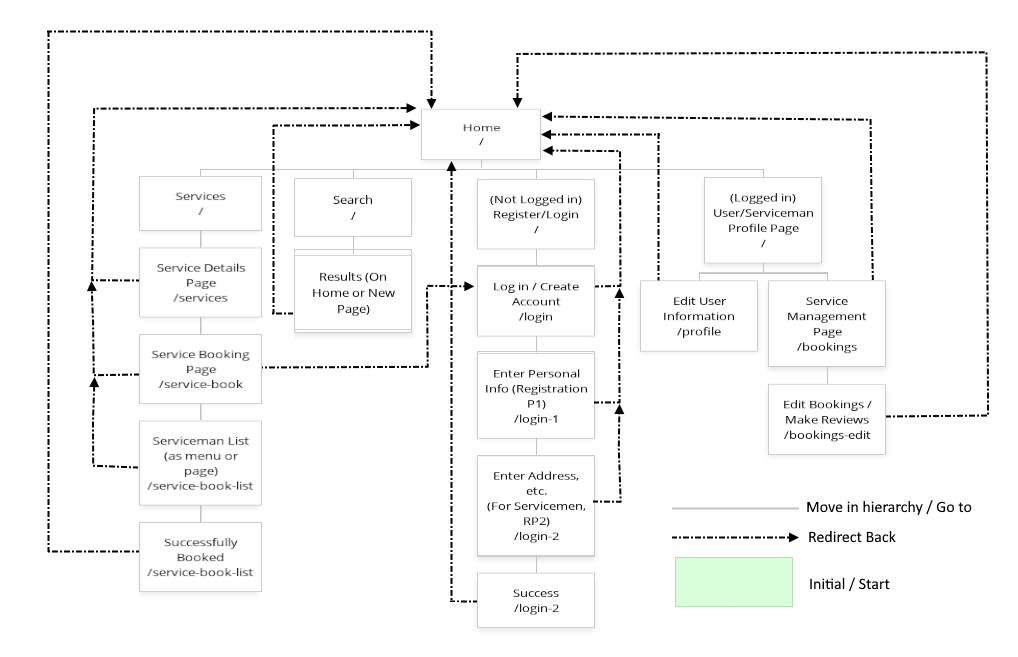 Home
/
Services
/
Service Details
Page
/services
Service Booking
Page
/service-book
Serviceman List
(as menu or
page)
/service-book-list
Successfully
Booked
/service-book-list
Search
/
Results (On
Home or New
Page)
(Not Logged in)
Register/Login
/
Log in / Create
Account
/login
Enter Personal
Info (Registration
P1)
/login-1
Enter Address,
etc.
(For Servicemen,
RP2)
/login-2
Success
/login-2
(Logged in)
User/Serviceman
Profile Page
/
Edit User
Information
/profile
Service
Management
Page
/bookings
Edit Bookings /
Make Reviews
/bookings-edit
Move in hierarchy / Go to
Redirect Back
Initial / Start